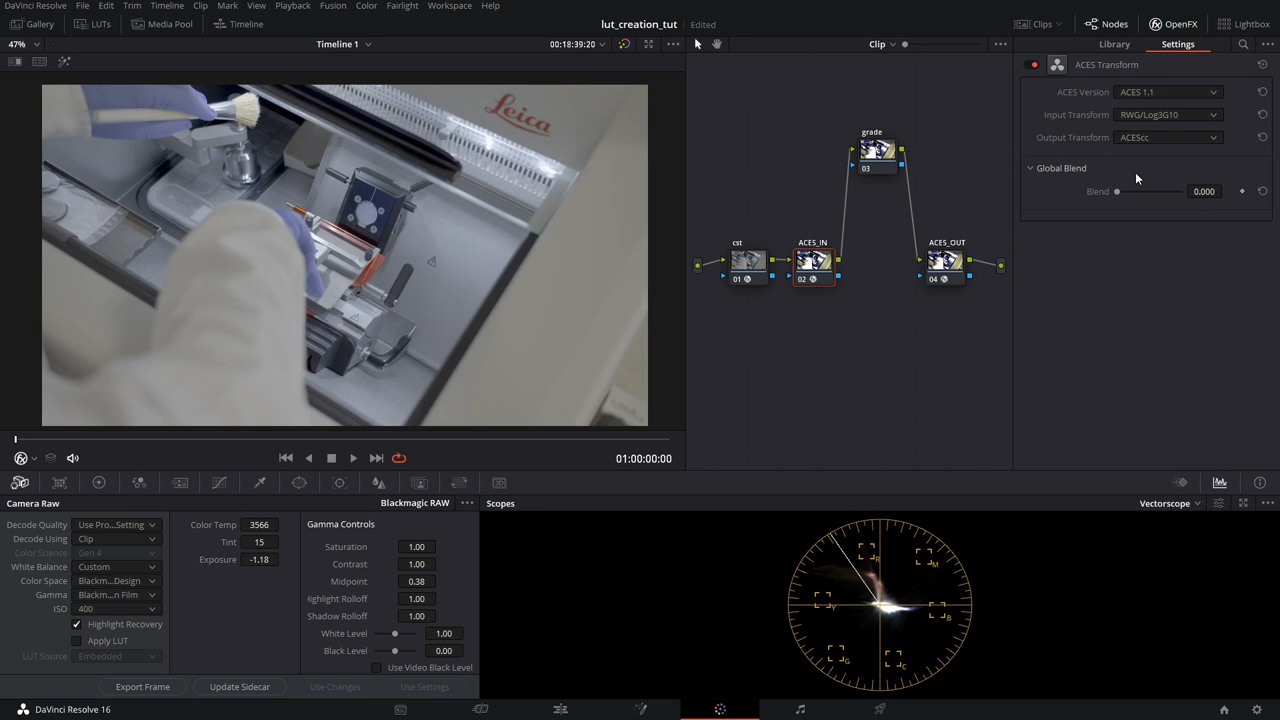 DaVinci Resolve File Edit Trim Timeline Clip Mark View Playback Fusion Color Fairlight Workspace Help
Gallery LUTs Media Pool Timeline lut_creation_tut Edited Clips Nodes OpenFX Lightbox
47% Timeline 1 00:18:39:20 Clip Library Settings
ACES Transform
ACES Version ACES 1.1
Input Transform RWG/Log3G10
Output Transform ACEScc
Global Blend
Blend 0.000
Leica
grade
03
cst ACES_IN ACES_OUT
01 02 04
01:00:00:00
Camera Raw Blackmagic RAW Scopes Vectorscope
Decode Quality Use Pro...Setting
Decode Using Clip
Color Science Gen 4
White Balance Custom
Color Space Blackm...Design
Gamma Blackm...n Film
ISO 400
Highlight Recovery
Apply LUT
LUT Source Embedded
Color Temp 3566
Tint 15
Exposure -1.18
Gamma Controls
Saturation 1.00
Contrast 1.00
Midpoint 0.38
Highlight Rolloff 1.00
Shadow Rolloff 1.00
White Level 1.00
Black Level 0.00
Use Video Black Level
Export Frame Update Sidecar Use Changes Use Settings
R
M
Y
B
G
C
DaVinci Resolve 16